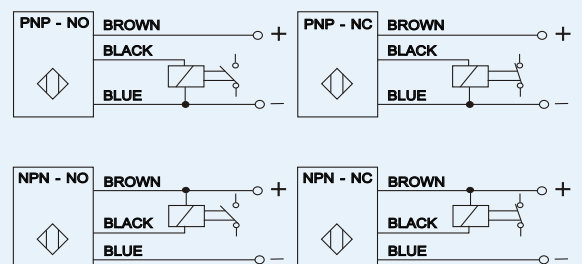 PNP - NO BROWN +
BLACK
BLUE −
PNP - NC BROWN +
BLACK
BLUE −
NPN - NO BROWN +
BLACK
BLUE −
NPN - NC BROWN +
BLACK
BLUE −